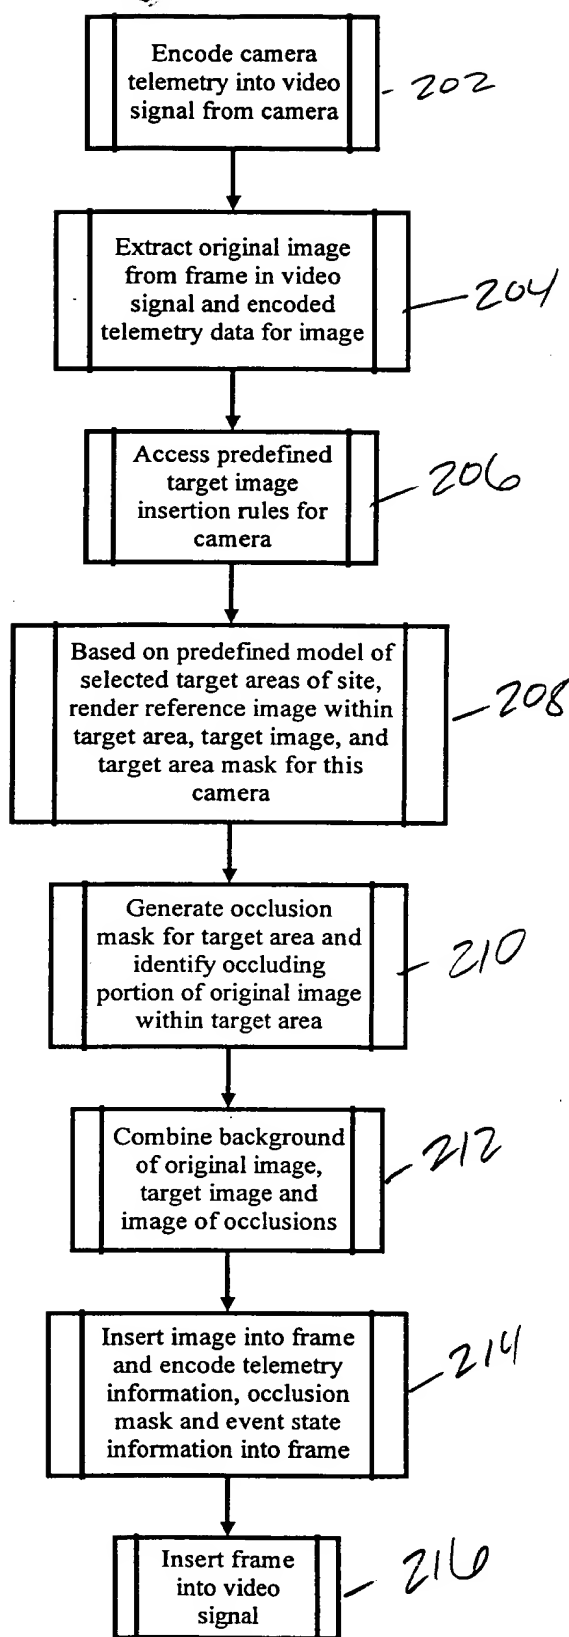 Encode camera
telemetry into video
signal from camera
202
Extract original image
from frame in video
signal and encoded
telemetry data for image
204
Access predefined
target image
insertion rules for
camera
206
Based on predefined model of
selected target areas of site,
render reference image within
target area, target image, and
target area mask for this
camera
208
Generate occlusion
mask for target area and
identify occluding
portion of original image
within target area
210
Combine background
of original image,
target image and
image of occlusions
212
Insert image into frame
and encode telemetry
information, occlusion
mask and event state
information into frame
214
Insert frame
into video
signal
216